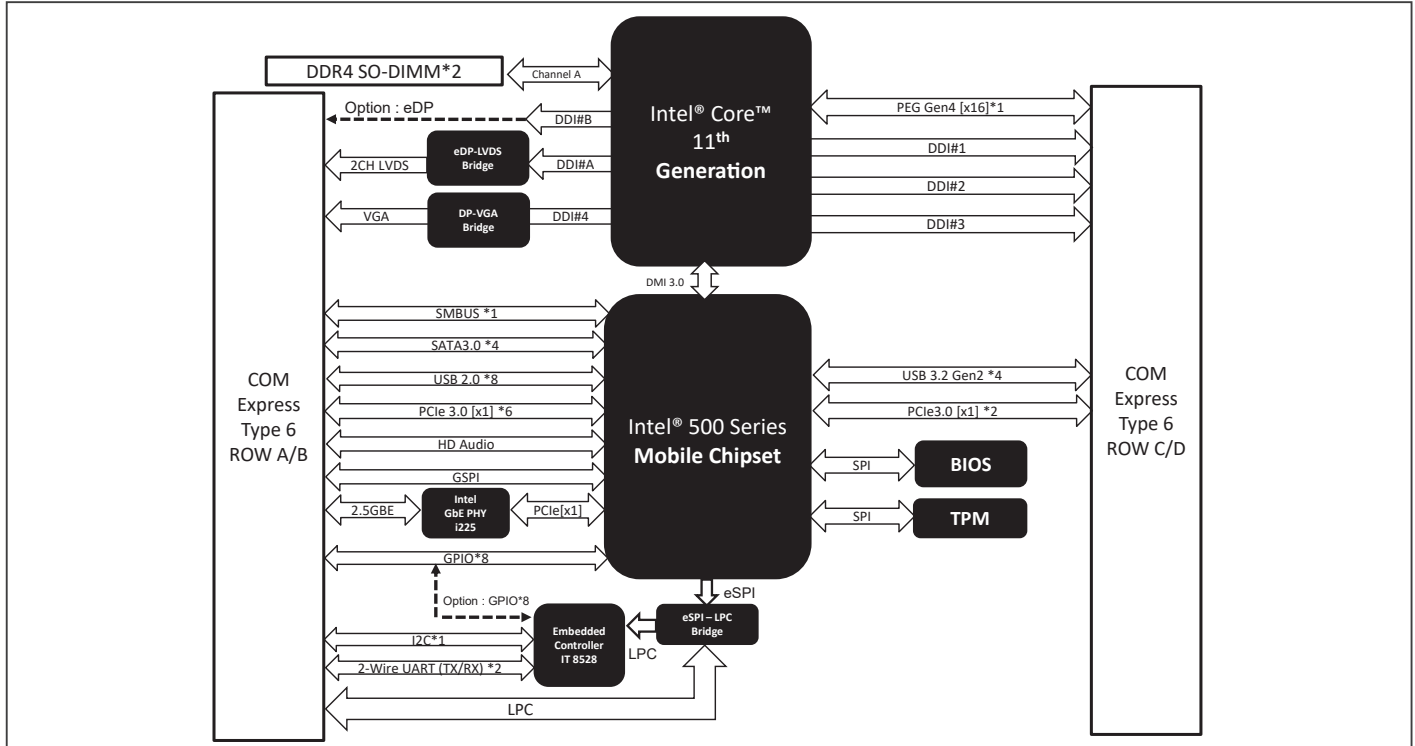 DDR4 SO-DIMM*2
Channel A
Intel® Core™
11th
Generation
Option : eDP
DDI#B
eDP-LVDS
Bridge
2CH LVDS
DDI#A
DP-VGA
Bridge
VGA
DDI#4
PEG Gen4 [x16]*1
DDI#1
DDI#2
DDI#3
DMI 3.0
COM
Express
Type 6
ROW A/B
SMBUS *1
SATA3.0 *4
USB 2.0 *8
PCIe 3.0 [x1] *6
HD Audio
GSPI
2.5GBE
Intel
GbE PHY
i225
PCIe[x1]
GPIO*8
Option : GPIO*8
Intel® 500 Series
Mobile Chipset
USB 3.2 Gen2 *4
PCIe3.0 [x1] *2
SPI
BIOS
SPI
TPM
COM
Express
Type 6
ROW C/D
eSPI
eSPI – LPC
Bridge
LPC
Embedded
Controller
IT 8528
I2C*1
2-Wire UART (TX/RX) *2
LPC